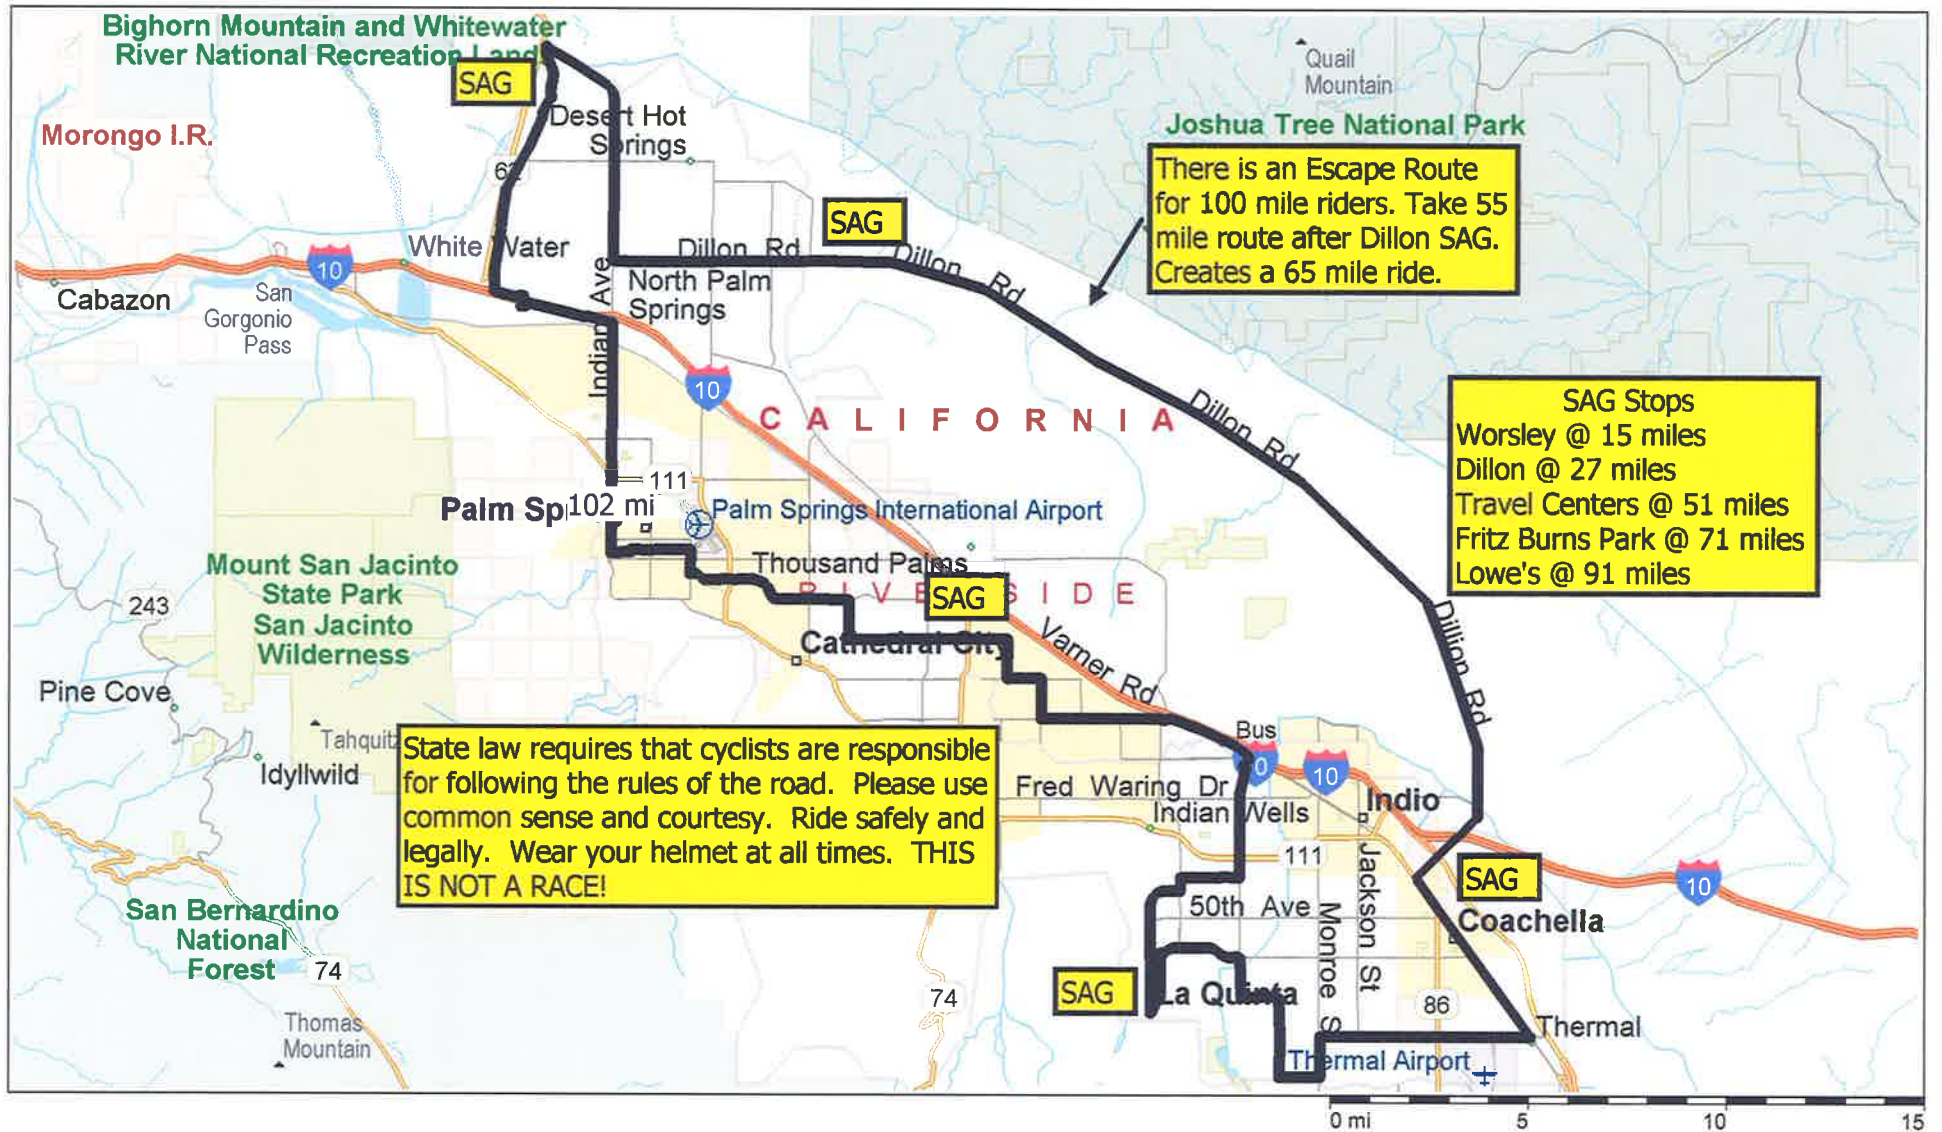 Bighorn Mountain and Whitewater
River National Recreation Land
SAG
Quail
Mountain
Desert Hot
Springs
Morongo I.R.
Joshua Tree National Park
62
There is an Escape Route
for 100 mile riders. Take 55
mile route after Dillon SAG.
Creates a 65 mile ride.
SAG
White Water
Dillon Rd
Dillon Rd
10
Cabazon
San
Gorgonio
Pass
Indian Ave
North Palm
Springs
10
CALIFORNIA
Dillon Rd
SAG Stops
Worsley @ 15 miles
Dillon @ 27 miles
Travel Centers @ 51 miles
Fritz Burns Park @ 71 miles
Lowe's @ 91 miles
111
Palm Sp
102 mi
Palm Springs International Airport
Thousand Palms
Mount San Jacinto
State Park
San Jacinto
Wilderness
243
RIVE SIDE
SAG
Cathedral City
Varner Rd
Dillion Rd
Pine Cove
Tahquitz
Idyllwild
State law requires that cyclists are responsible
for following the rules of the road. Please use
common sense and courtesy. Ride safely and
legally. Wear your helmet at all times. THIS
IS NOT A RACE!
Bus
0
10
Fred Waring Dr
Indian Wells
Indio
111
Jackson St
SAG
10
San Bernardino
National
Forest
74
50th Ave
Monroe S
Coachella
SAG
La Quinta
74
86
Thomas
Mountain
Thermal
Thermal Airport
0 mi 5 10 15